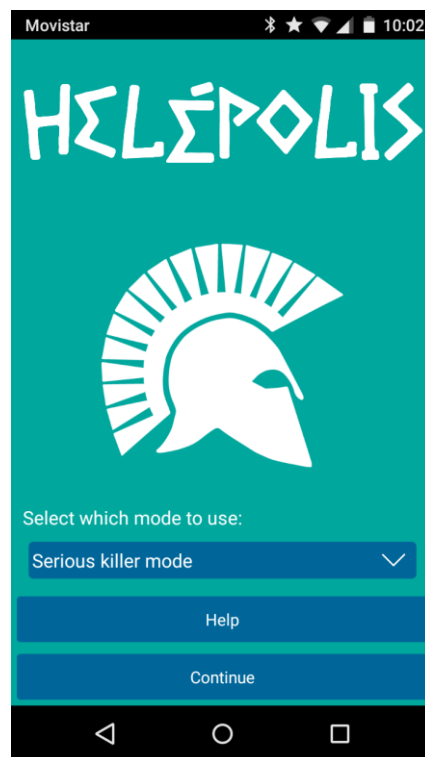 Movistar 10:02
HELÉPOLIS
Select which mode to use:
Serious killer mode
Help
Continue